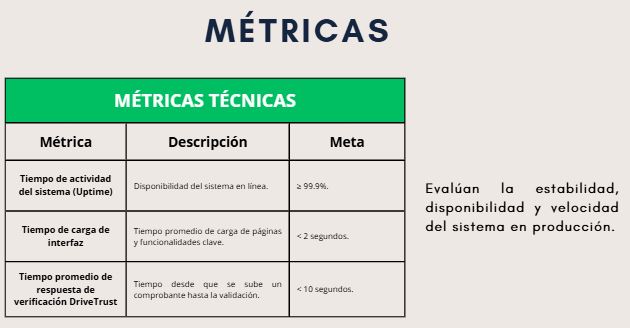 MÉTRICAS
MÉTRICAS TÉCNICAS
Métrica Descripción Meta
Tiempo de actividad
del sistema (Uptime)
Disponibilidad del sistema en línea.
≥ 99.9%.
Tiempo de carga de
interfaz
Tiempo promedio de carga de páginas
y funcionalidades clave.
< 2 segundos.
Tiempo promedio de
respuesta de
verificación DriveTrust
Tiempo desde que se sube un
comprobante hasta la validación.
< 10 segundos.
Evalúan la estabilidad,
disponibilidad y velocidad
del sistema en producción.